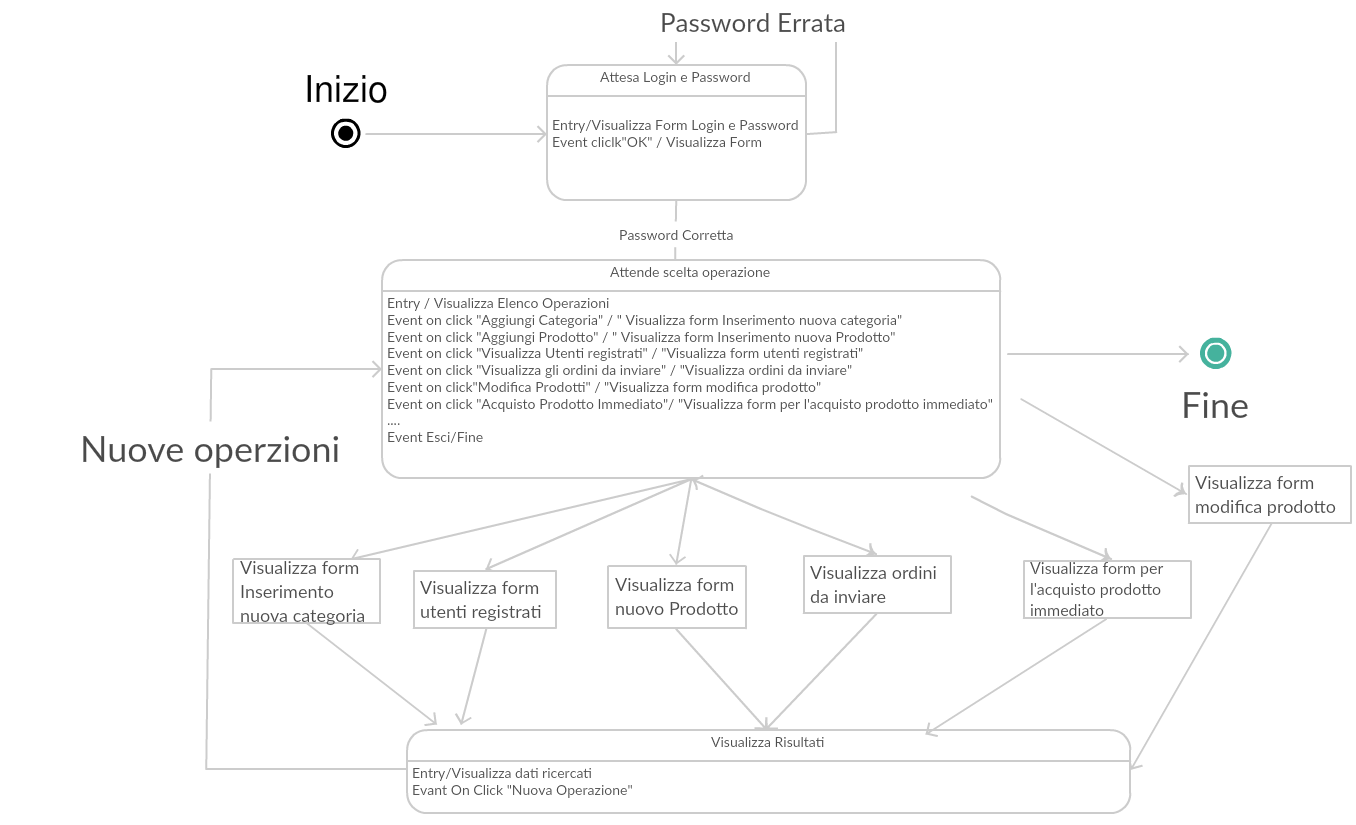 Password Errata
Inizio
Attesa Login e Password
Entry/Visualizza Form Login e Password
Event cliclk"OK" / Visualizza Form
Password Corretta
Attende scelta operazione
Entry / Visualizza Elenco Operazioni
Event on click "Aggiungi Categoria" / " Visualizza form Inserimento nuova categoria"
Event on click "Aggiungi Prodotto" / " Visualizza form Inserimento nuova Prodotto"
Event on click "Visualizza Utenti registrati" / "Visualizza form utenti registrati"
Event on click "Visualizza gli ordini da inviare" / "Visualizza ordini da inviare"
Event on click"Modifica Prodotti" / "Visualizza form modifica prodotto"
Event on click "Acquisto Prodotto Immediato"/ "Visualizza form per l'acquisto prodotto immediato"
....
Event Esci/Fine
Fine
Nuove operzioni
Visualizza form
modifica prodotto
Visualizza form
Inserimento
nuova categoria
Visualizza form
utenti registrati
Visualizza form
nuovo Prodotto
Visualizza ordini
da inviare
Visualizza form per
l'acquisto prodotto
immediato
Visualizza Risultati
Entry/Visualizza dati ricercati
Evant On Click "Nuova Operazione"